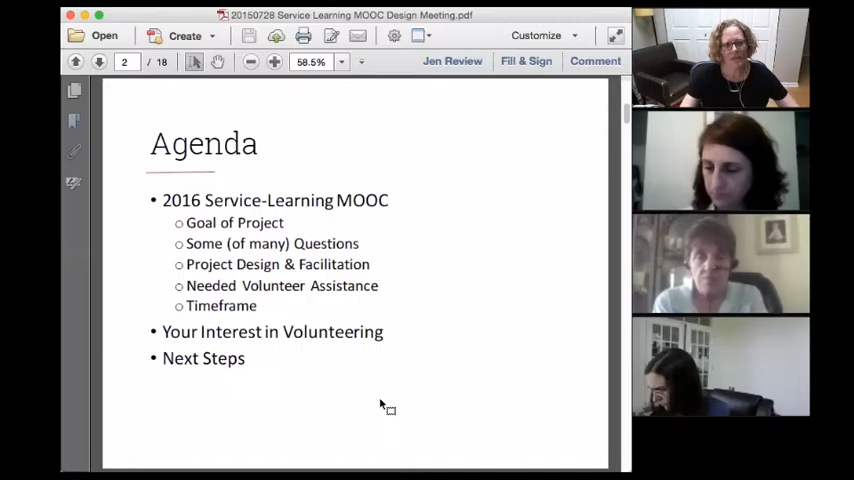 20150728 Service Learning MOOC Design Meeting.pdf
Open Create Customize
2 / 18 58.5% Jen Review Fill & Sign Comment
Agenda
• 2016 Service-Learning MOOC
○ Goal of Project
○ Some (of many) Questions
○ Project Design & Facilitation
○ Needed Volunteer Assistance
○ Timeframe
• Your Interest in Volunteering
• Next Steps